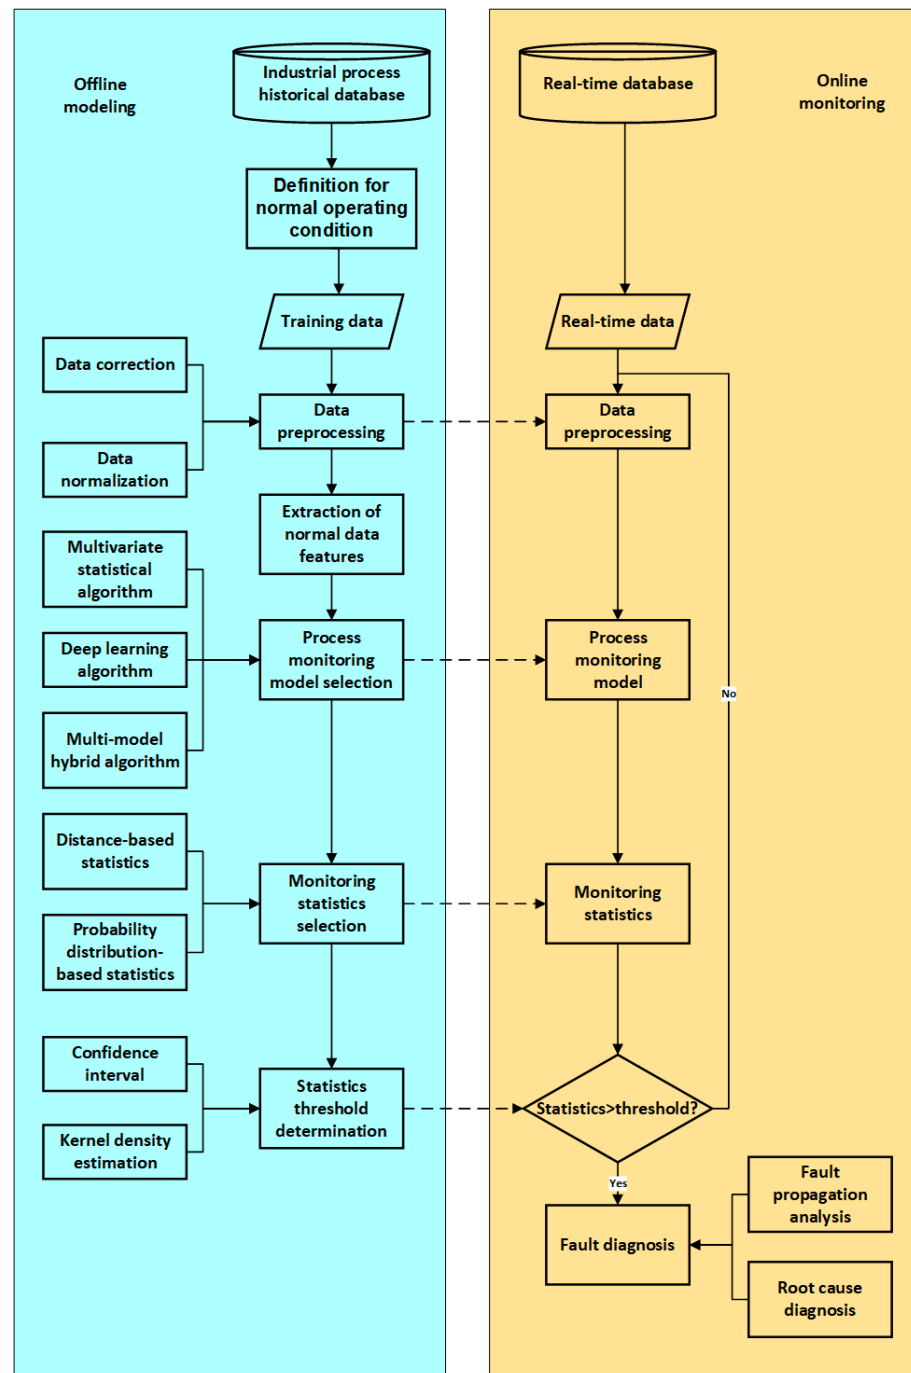 Offline
modeling
Industrial process
historical database
Definition for
normal operating
condition
Training data
Data correction
Data
normalization
Data
preprocessing
Extraction of
normal data
features
Multivariate
statistical
algorithm
Deep learning
algorithm
Multi-model
hybrid algorithm
Process
monitoring
model selection
Distance-based
statistics
Probability
distribution-
based statistics
Monitoring
statistics
selection
Confidence
interval
Kernel density
estimation
Statistics
threshold
determination
Real-time database
Online
monitoring
Real-time data
Data
preprocessing
Process
monitoring
model
No
Monitoring
statistics
Statistics>threshold?
Yes
Fault diagnosis
Fault
propagation
analysis
Root cause
diagnosis